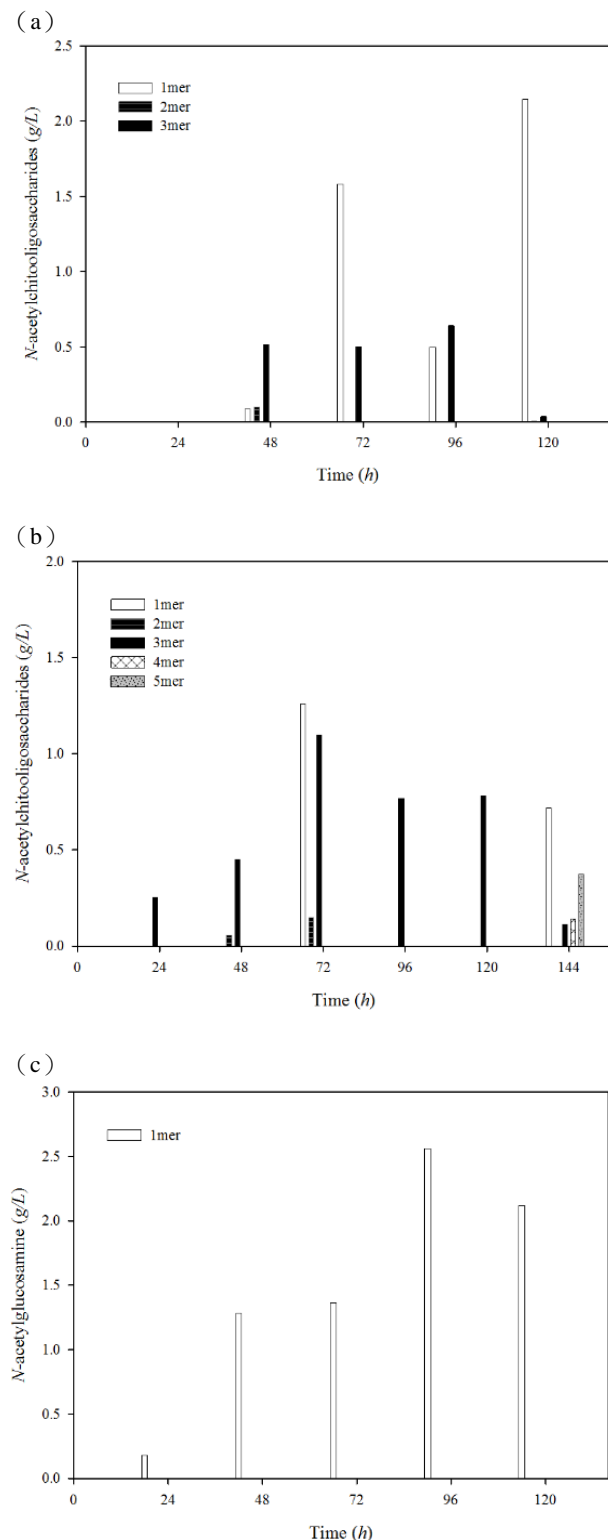 （a）
N-acetylchitooligosaccharides (g/L)
2.5
2.0
1.5
1.0
0.5
0.0
1mer
2mer
3mer
0 24 48 72 96 120
Time (h)
（b）
N-acetylchitooligosaccharides (g/L)
2.0
1.5
1.0
0.5
0.0
1mer
2mer
3mer
4mer
5mer
0 24 48 72 96 120 144
Time (h)
（c）
N-acetylglucosamine (g/L)
3.0
2.5
2.0
1.5
1.0
0.5
0.0
1mer
0 24 48 72 96 120
Time (h)